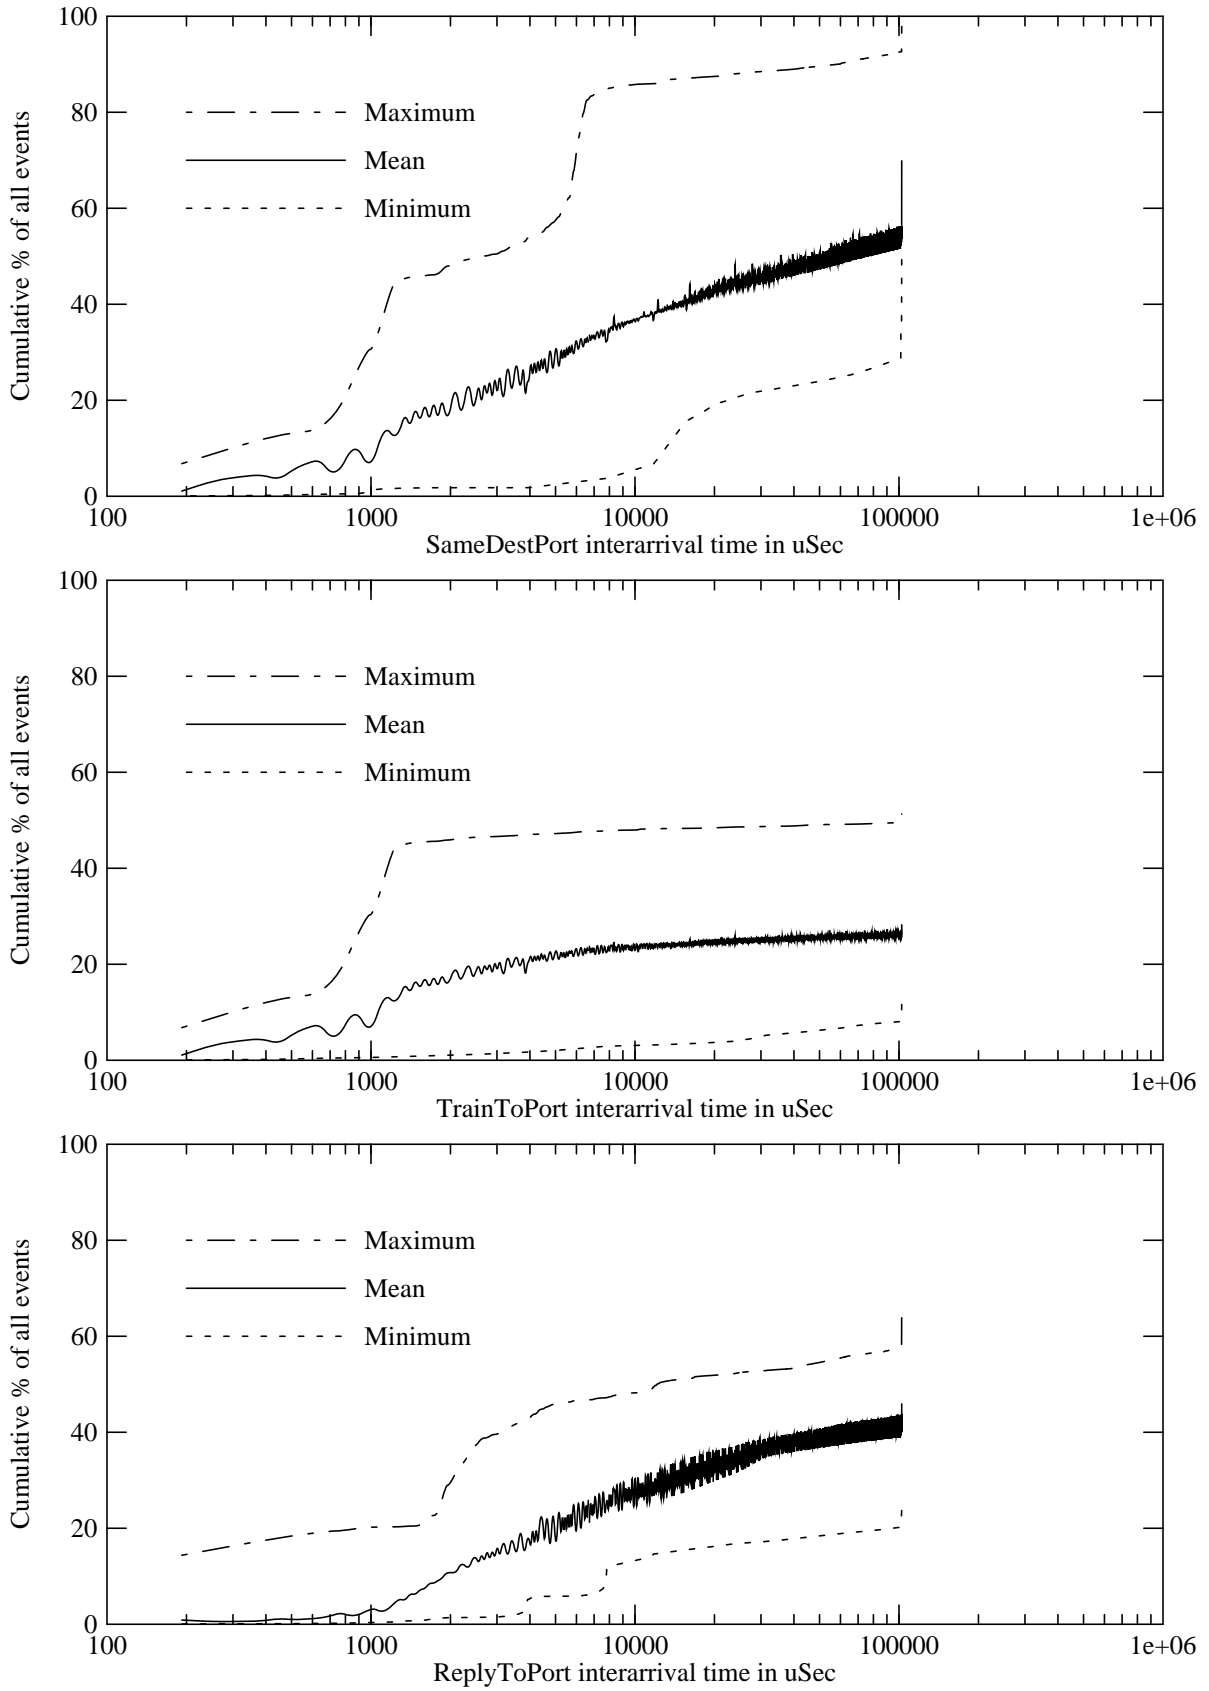 100
80
60
40
20
0
Cumulative % of all events
Maximum
Mean
Minimum
100 1000 10000 100000 1e+06
SameDestPort interarrival time in uSec
100
80
60
40
20
0
Cumulative % of all events
Maximum
Mean
Minimum
100 1000 10000 100000 1e+06
TrainToPort interarrival time in uSec
100
80
60
40
20
0
Cumulative % of all events
Maximum
Mean
Minimum
100 1000 10000 100000 1e+06
ReplyToPort interarrival time in uSec